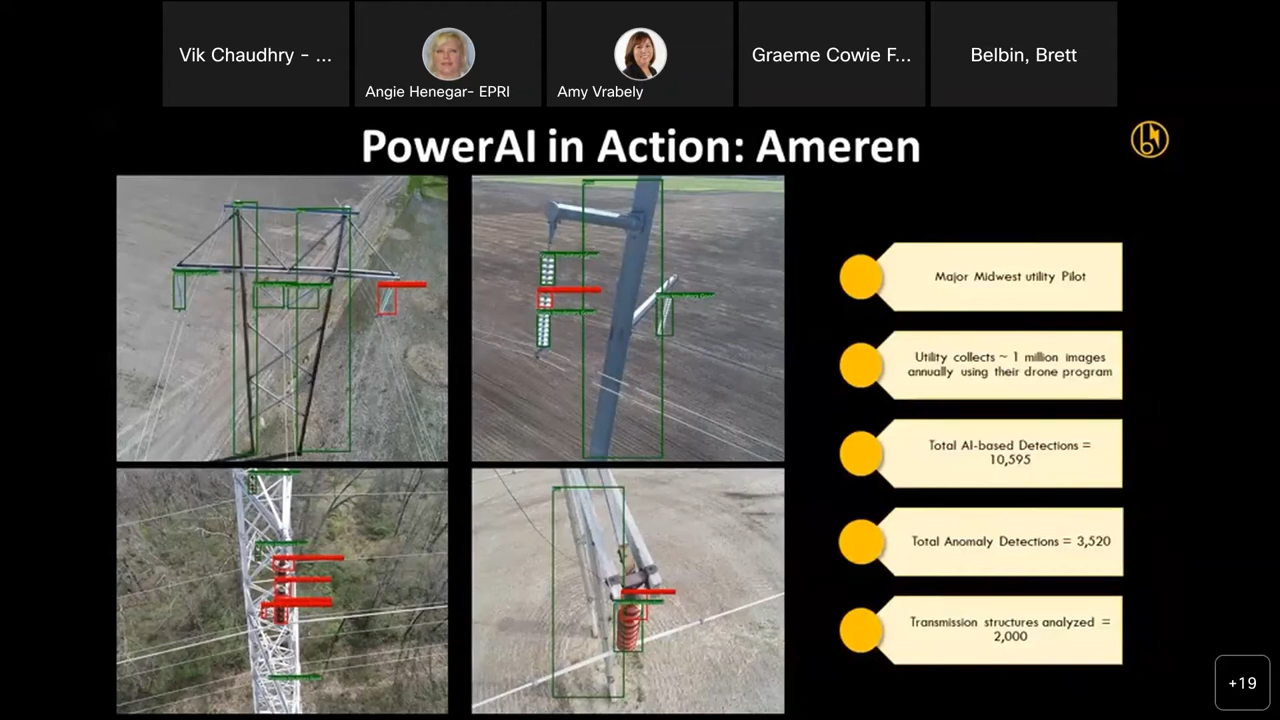 Vik Chaudhry - ...
Angie Henegar- EPRI
Amy Vrabely
Graeme Cowie F...
Belbin, Brett
PowerAI in Action: Ameren
Major Midwest utility Pilot
Utility collects ~ 1 million images
annually using their drone program
Total AI-based Detections =
10,595
Total Anomaly Detections = 3,520
Transmission structures analyzed =
2,000
+19